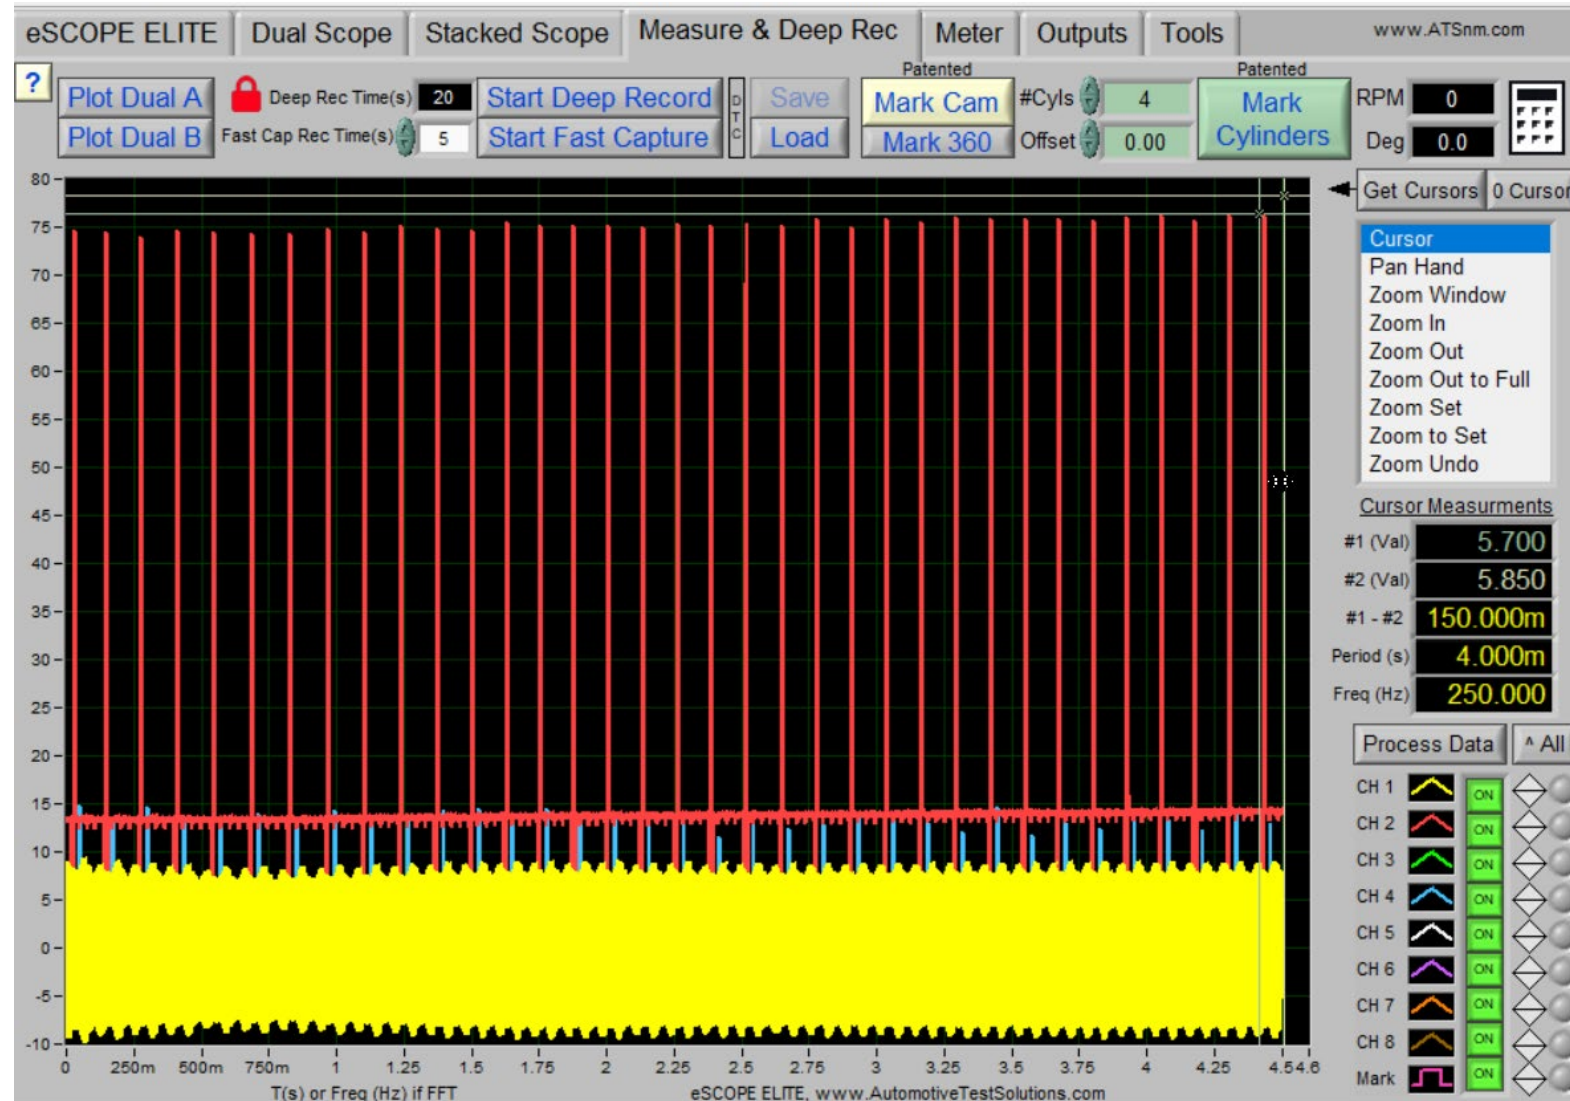 eSCOPE ELITE Dual Scope Stacked Scope Measure & Deep Rec Meter Outputs Tools www.ATSnm.com
?
Plot Dual A
Plot Dual B
Deep Rec Time(s) 20
Fast Cap Rec Time(s) 5
Start Deep Record
Start Fast Capture
DTC
Save
Load
Patented
Mark Cam
Mark 360
#Cyls 4
Offset 0.00
Patented
Mark
Cylinders
RPM 0
Deg 0.0
Get Cursors 0 Cursor
Cursor
Pan Hand
Zoom Window
Zoom In
Zoom Out
Zoom Out to Full
Zoom Set
Zoom to Set
Zoom Undo
Cursor Measurments
#1 (Val) 5.700
#2 (Val) 5.850
#1 - #2 150.000m
Period (s) 4.000m
Freq (Hz) 250.000
Process Data ^ All
CH 1 ON
CH 2 ON
CH 3 ON
CH 4 ON
CH 5 ON
CH 6 ON
CH 7 ON
CH 8 ON
Mark ON
80
75
70
65
60
55
50
45
40
35
30
25
20
15
10
5
0
-5
-10
0 250m 500m 750m 1 1.25 1.5 1.75 2 2.25 2.5 2.75 3 3.25 3.5 3.75 4 4.25 4.5 4.6
T(s) or Freq (Hz) if FFT eSCOPE ELITE, www.AutomotiveTestSolutions.com